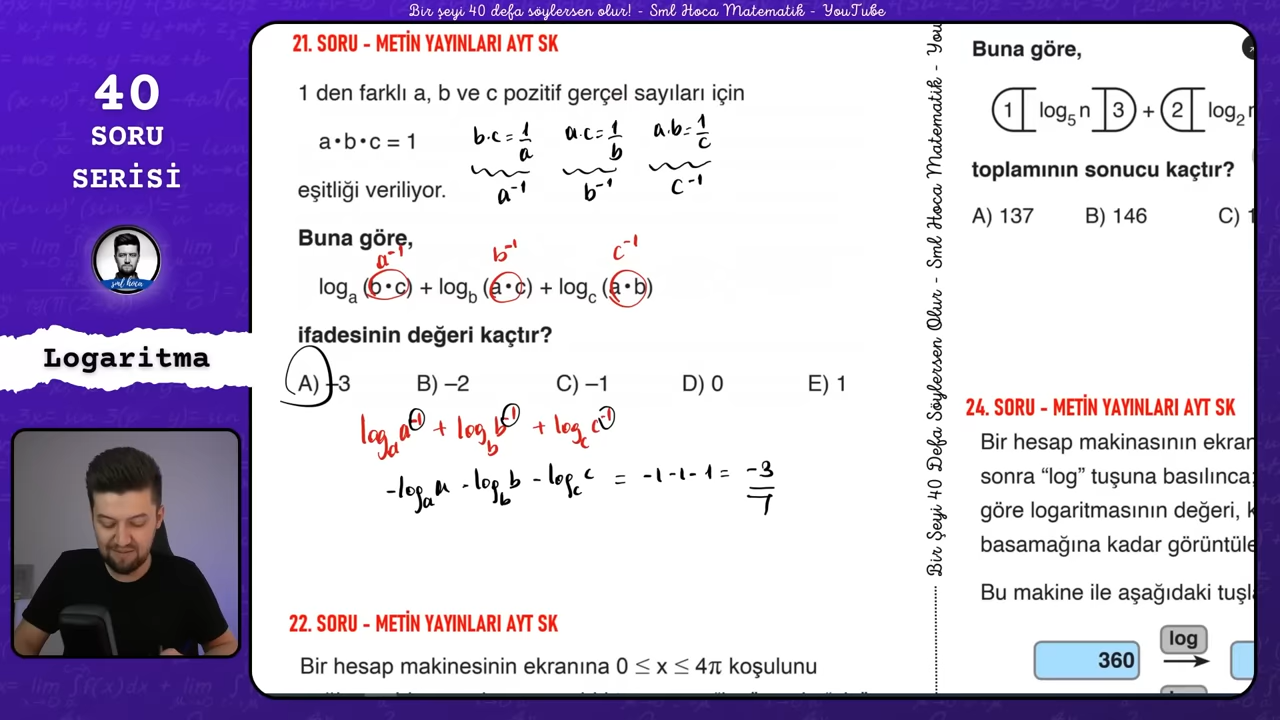 Bir şeyi 40 defa söylersen olur! - Sml Hoca Matematik - YouTube
40
SORU
SERİSİ
sml hoca
Logaritma
21. SORU - METİN YAYINLARI AYT SK
1 den farklı a, b ve c pozitif gerçel sayıları için
a•b•c = 1
b.c = 1/a a.c = 1/b a.b = 1/c
a⁻¹ b⁻¹ c⁻¹
eşitliği veriliyor.
Buna göre,
a⁻¹ b⁻¹ c⁻¹
logₐ (b•c) + log_b (a•c) + log_c (a•b)
ifadesinin değeri kaçtır?
A) –3 B) –2 C) –1 D) 0 E) 1
logₐ a⁻¹ + log_b b⁻¹ + log_c c⁻¹
-logₐ a - log_b b - log_c c = -1-1-1 = -3
22. SORU - METİN YAYINLARI AYT SK
Bir hesap makinesinin ekranına 0 ≤ x ≤ 4π koşulunu
Bir Şeyi 40 Defa Söylersen Olur - Sml Hoca Matematik - You
Buna göre,
1 log₅n 3 + 2 log₂n
toplamının sonucu kaçtır?
A) 137 B) 146 C) 1
24. SORU - METİN YAYINLARI AYT SK
Bir hesap makinasının ekran
sonra “log” tuşuna basılınca;
göre logaritmasının değeri, k
basamağına kadar görüntüle
Bu makine ile aşağıdaki tuşl
360 log